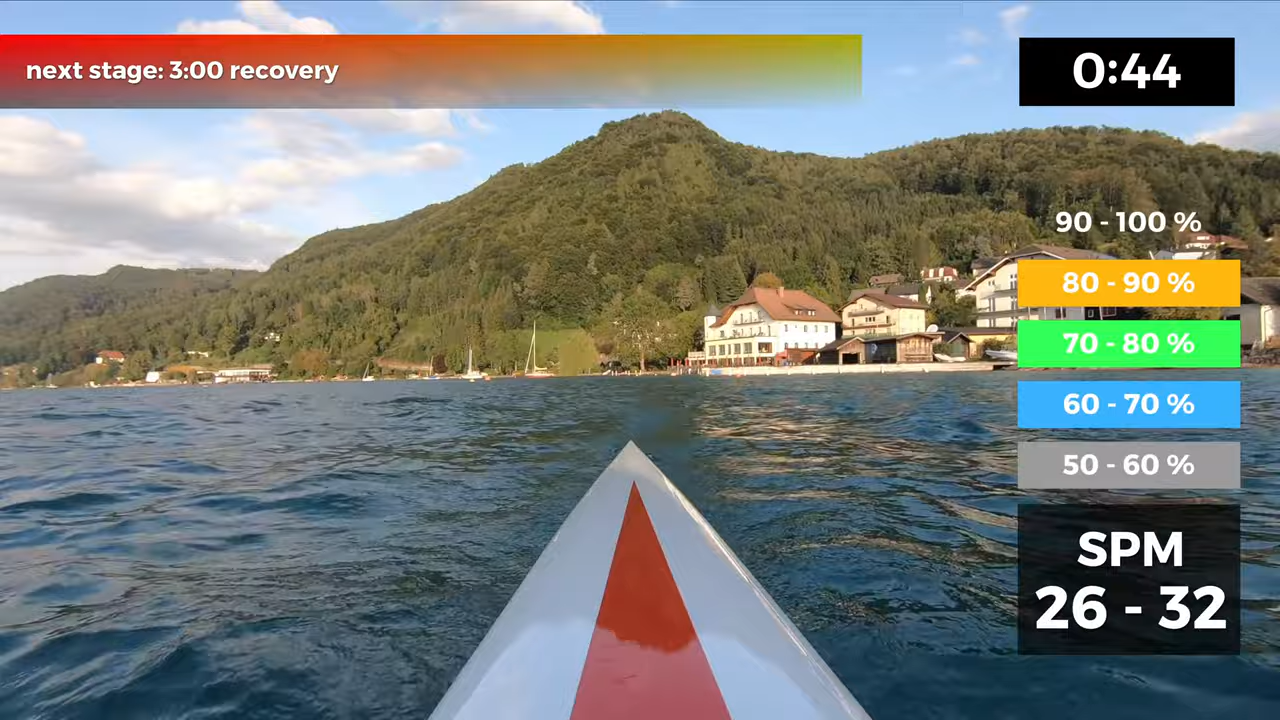 next stage: 3:00 recovery
0:44
90 - 100 %
80 - 90 %
70 - 80 %
60 - 70 %
50 - 60 %
SPM
26 - 32